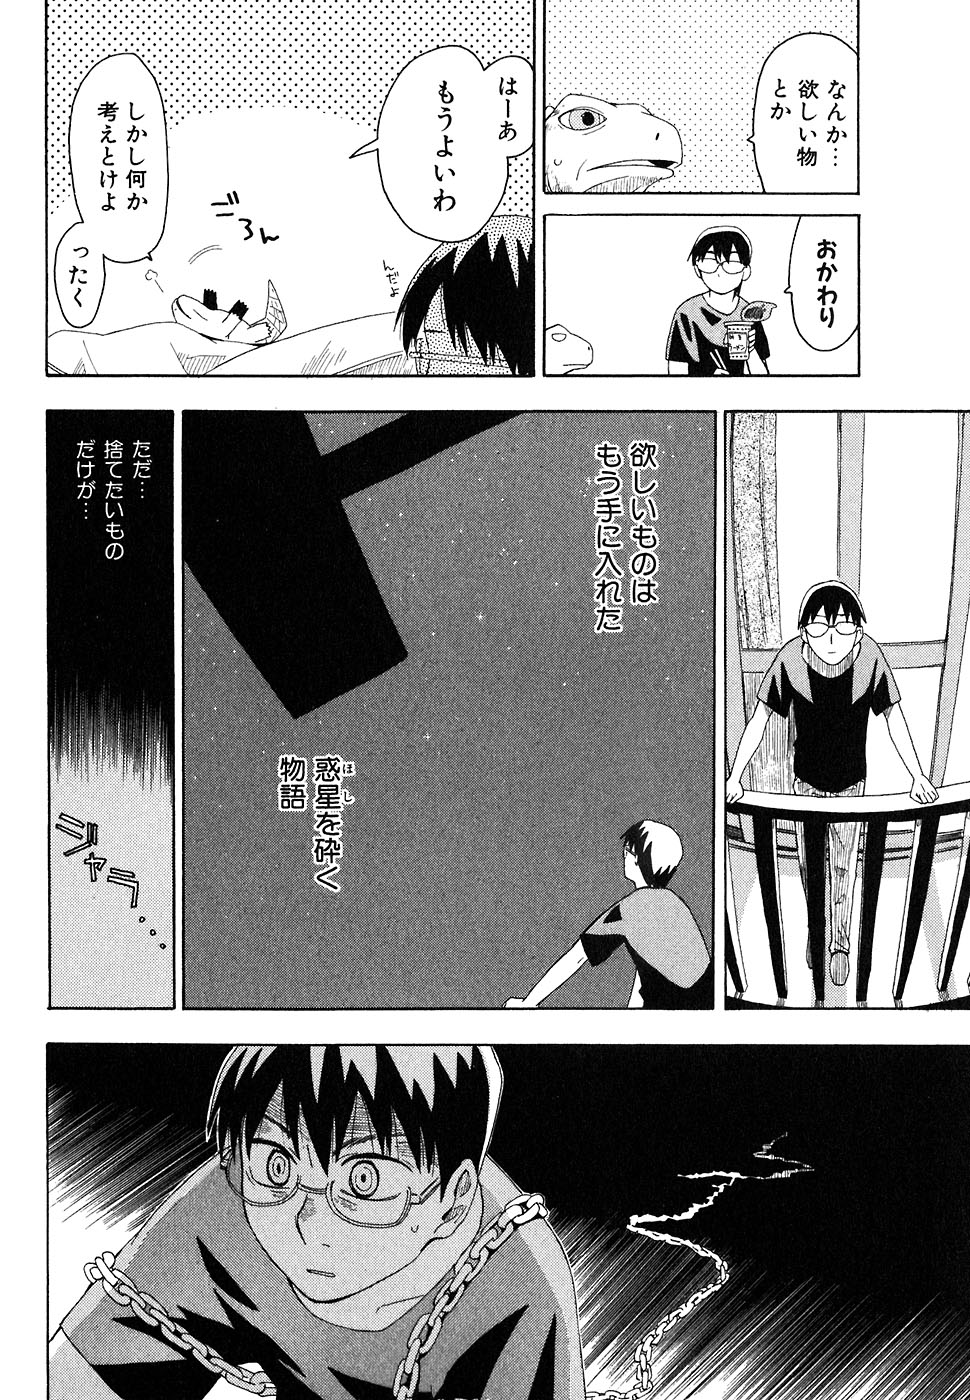 なんか…
欲しい物
とか
おかわり
はーあ
もうよいわ
んだよ
ごろん
しかし何か
考えとけよ
ったく
欲しいものは
もう手に入れた
惑星を砕く
ほし
物語
ただ…
捨てたいもの
だけが…
ジャラ…